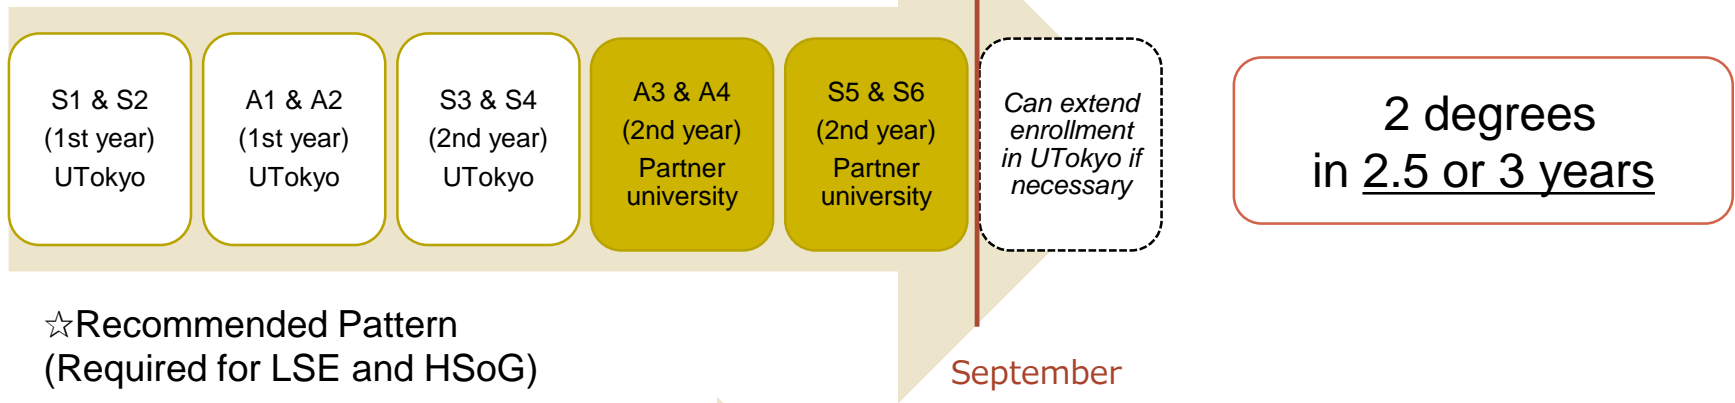 S1 & S2
(1st year)
UTokyo
A1 & A2
(1st year)
UTokyo
S3 & S4
(2nd year)
UTokyo
A3 & A4
(2nd year)
Partner
university
S5 & S6
(2nd year)
Partner
university
Can extend
enrollment
in UTokyo if
necessary
2 degrees
in 2.5 or 3 years
☆Recommended Pattern
(Required for LSE and HSoG)
September